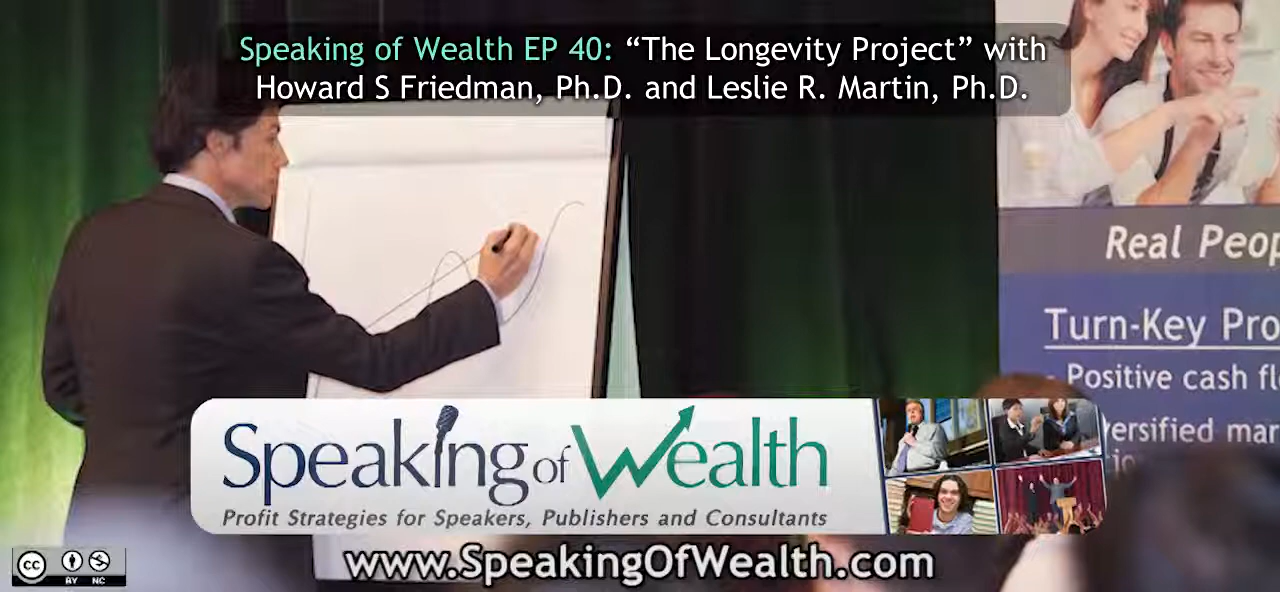 Speaking of Wealth EP 40: “The Longevity Project” with
Howard S Friedman, Ph.D. and Leslie R. Martin, Ph.D.
Real Peop
Turn-Key Pro
Positive cash fl
versified mar
Speaking of Wealth
Profit Strategies for Speakers, Publishers and Consultants
www.SpeakingOfWealth.com
cc
BY NC